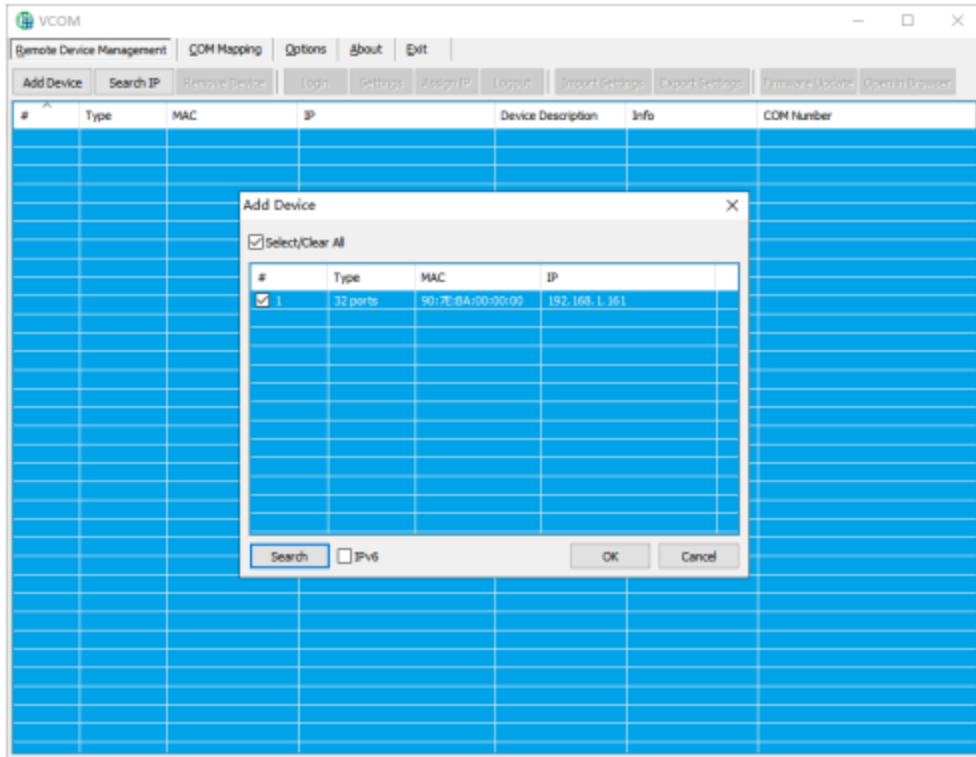 VCOM
Remote Device Management COM Mapping Options About Exit
Add Device Search IP Remove Device Login Settings Assign IP Logout Import Settings Export Settings Firmware Update Open in Browser
# Type MAC IP Device Description Info COM Number
Add Device
Select/Clear All
# Type MAC IP
1 32 ports 90:7E:BA:00:00:00 192.168.1.161
Search IPv6 OK Cancel